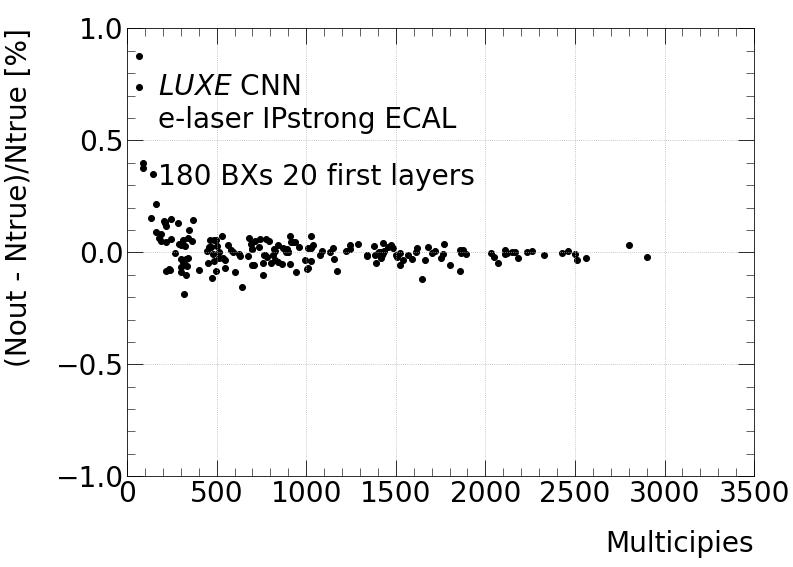 (Nout - Ntrue)/Ntrue [%]
1.0
0.5
0.0
−0.5
−1.0
LUXE CNN
e-laser IPstrong ECAL
180 BXs 20 first layers
0 500 1000 1500 2000 2500 3000 3500
Multicipies